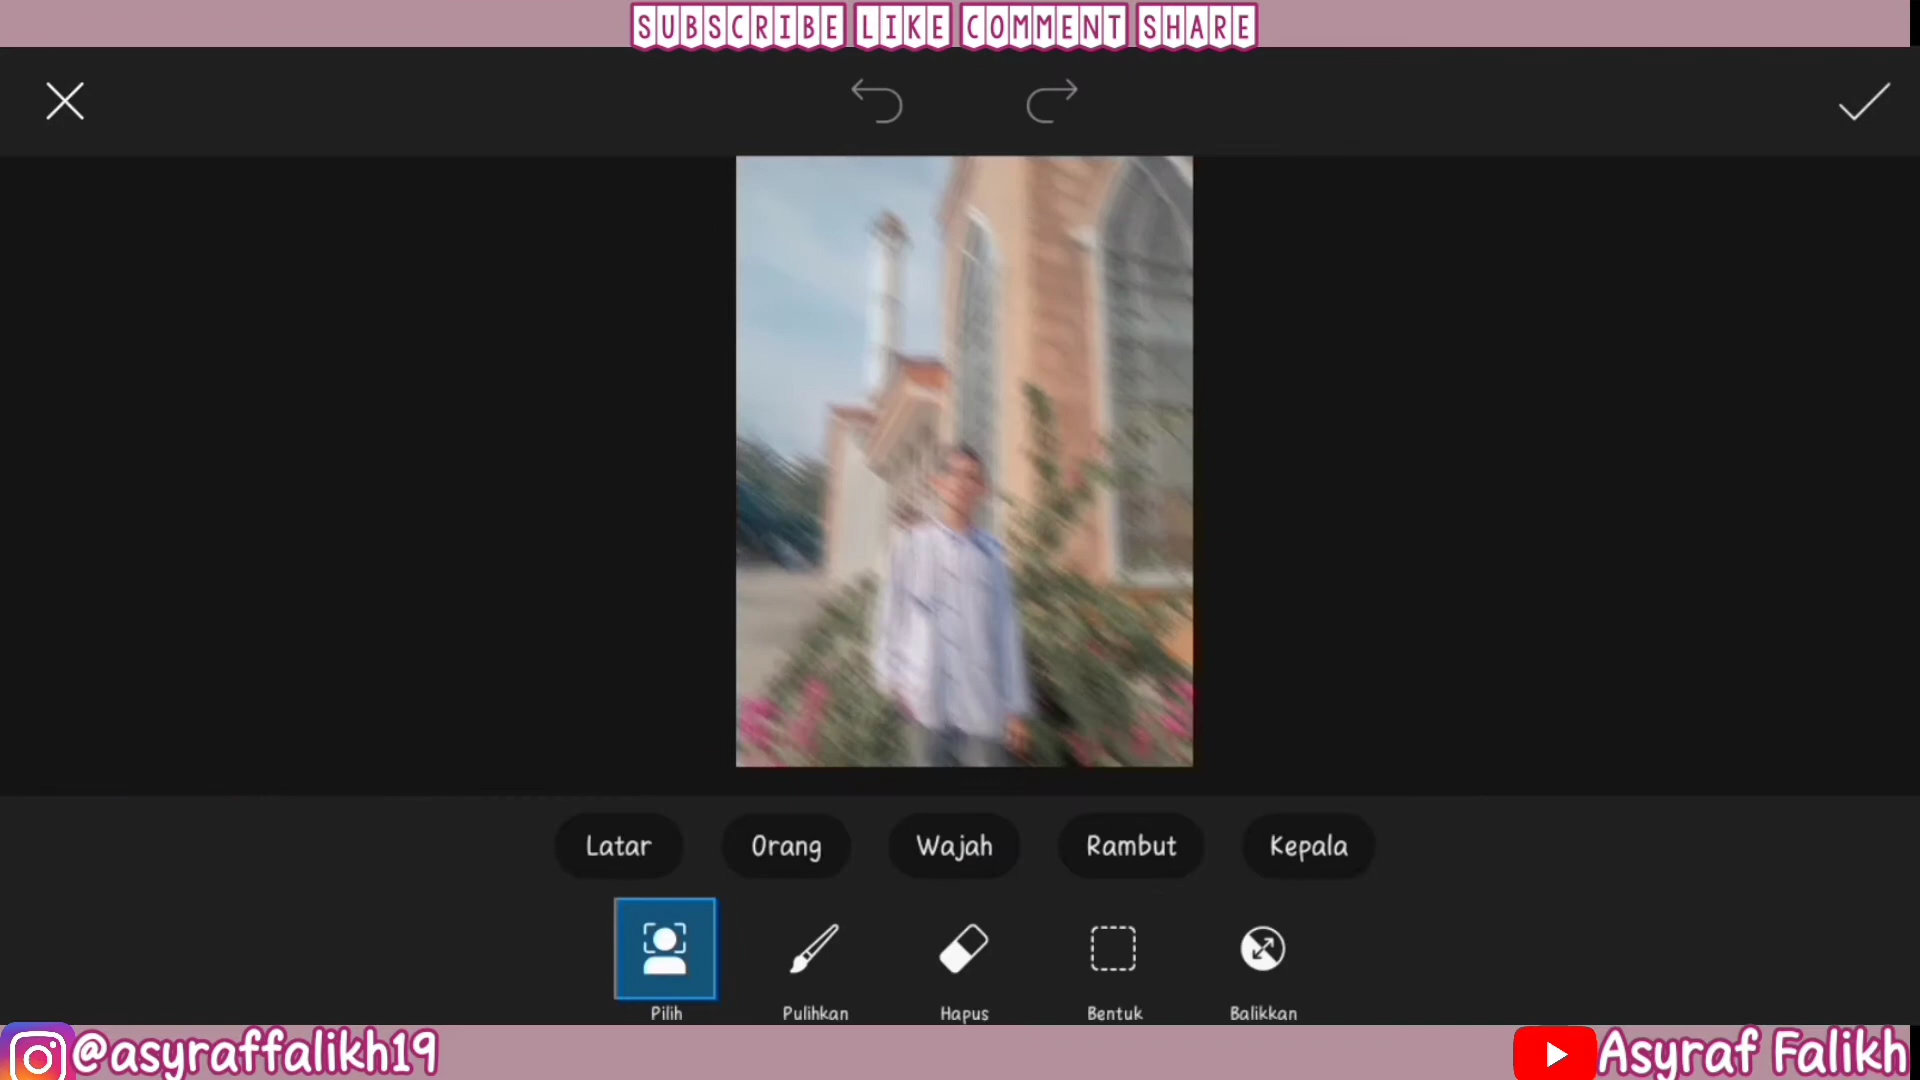 SUBSCRIBE LIKE COMMENT SHARE
Latar Orang Wajah Rambut Kepala
Pilih Pulihkan Hapus Bentuk Balikkan
@asyraffalikh19 Asyraf Falikh